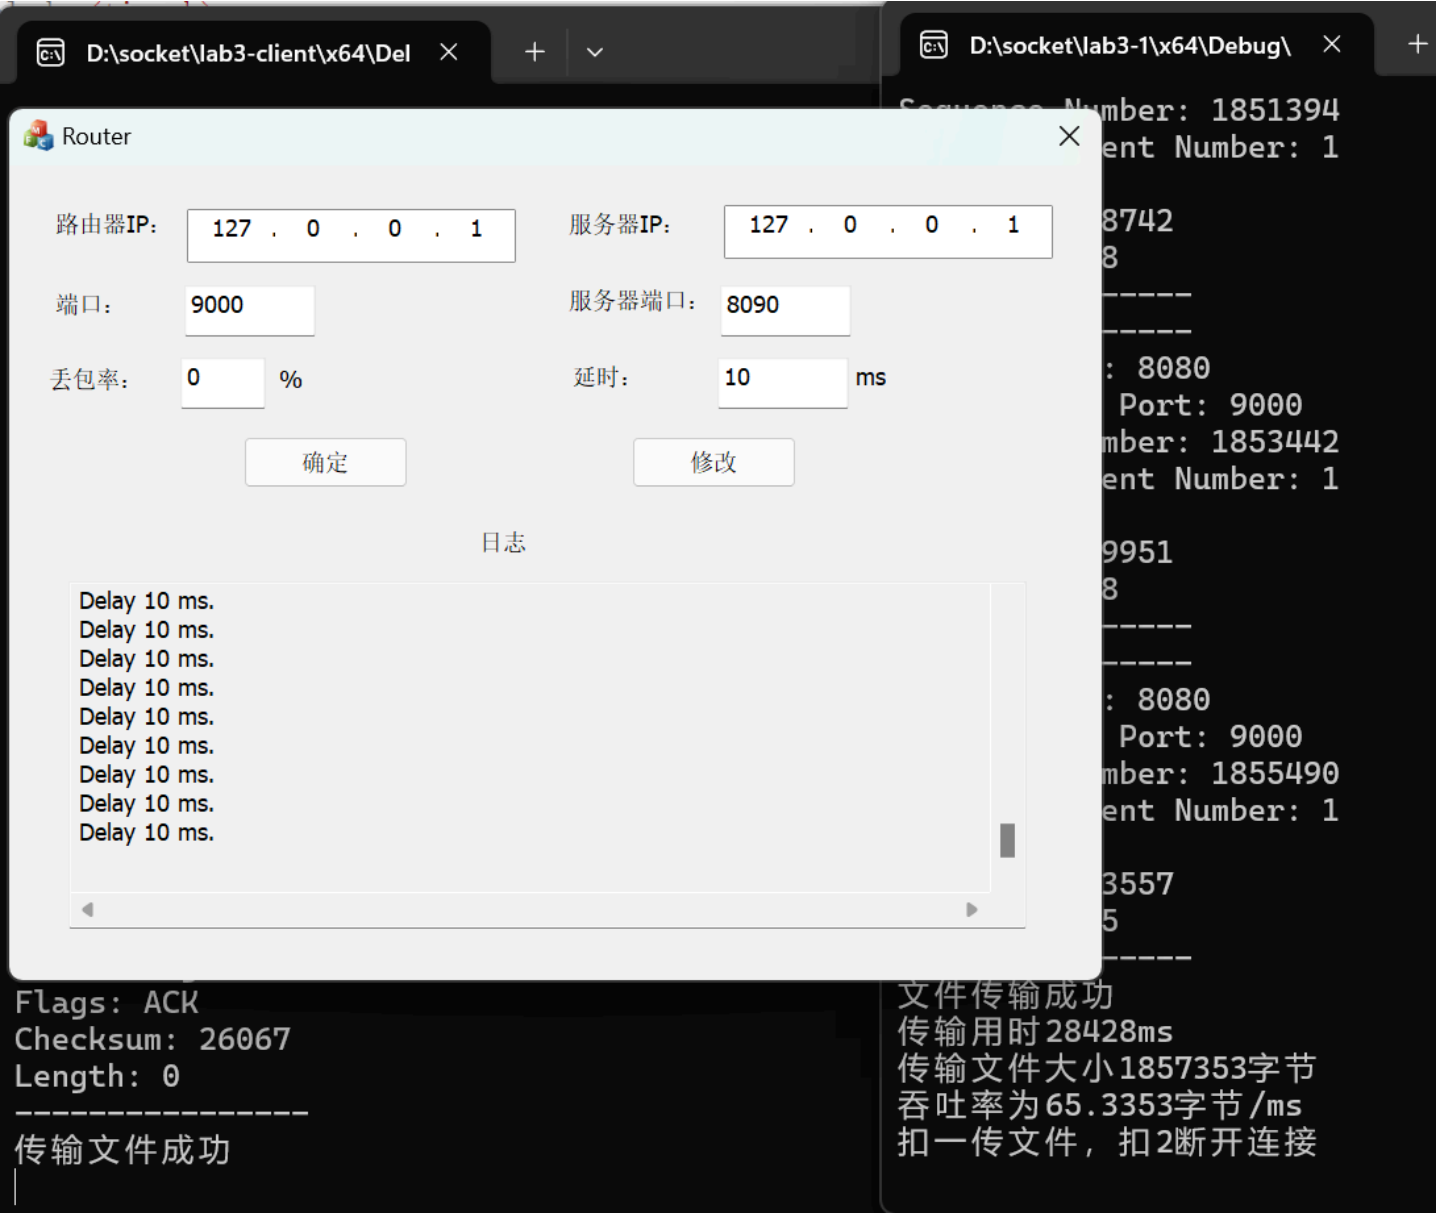 D:\socket\lab3-client\x64\Del
D:\socket\lab3-1\x64\Debug\
Router
路由器IP：
127 . 0 . 0 . 1
服务器IP：
127 . 0 . 0 . 1
端口：
9000
服务器端口：
8090
丢包率：
0 %
延时：
10 ms
确定
修改
日志
Delay 10 ms.
Delay 10 ms.
Delay 10 ms.
Delay 10 ms.
Delay 10 ms.
Delay 10 ms.
Delay 10 ms.
Delay 10 ms.
Delay 10 ms.
Flags: ACK
Checksum: 26067
Length: 0
----------------
传输文件成功
Sequence Number: 1851394
ent Number: 1
8742
8
-----
-----
: 8080
Port: 9000
mber: 1853442
ent Number: 1
9951
8
-----
-----
: 8080
Port: 9000
mber: 1855490
ent Number: 1
3557
5
-----
文件传输成功
传输用时28428ms
传输文件大小1857353字节
吞吐率为65.3353字节/ms
扣一传文件，扣2断开连接